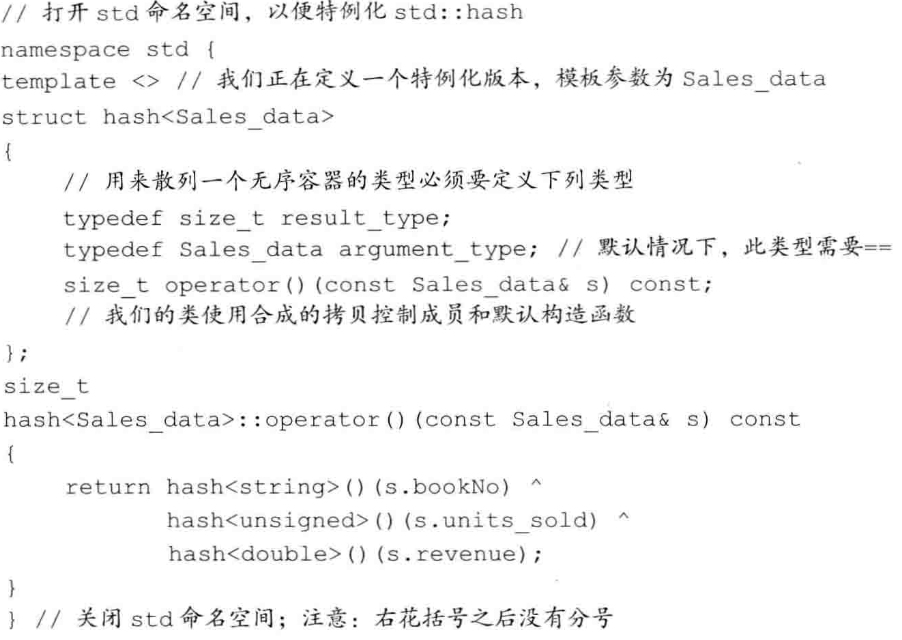 // 打开 std 命名空间，以便特例化 std::hash
namespace std {
template <> // 我们正在定义一个特例化版本，模板参数为 Sales_data
struct hash<Sales_data>
{
    // 用来散列一个无序容器的类型必须要定义下列类型
    typedef size_t result_type;
    typedef Sales_data argument_type; // 默认情况下，此类型需要==
    size_t operator()(const Sales_data& s) const;
    // 我们的类使用合成的拷贝控制成员和默认构造函数
};
size_t
hash<Sales_data>::operator()(const Sales_data& s) const
{
    return hash<string>()(s.bookNo) ^
           hash<unsigned>()(s.units_sold) ^
           hash<double>()(s.revenue);
}
} // 关闭 std 命名空间；注意：右花括号之后没有分号